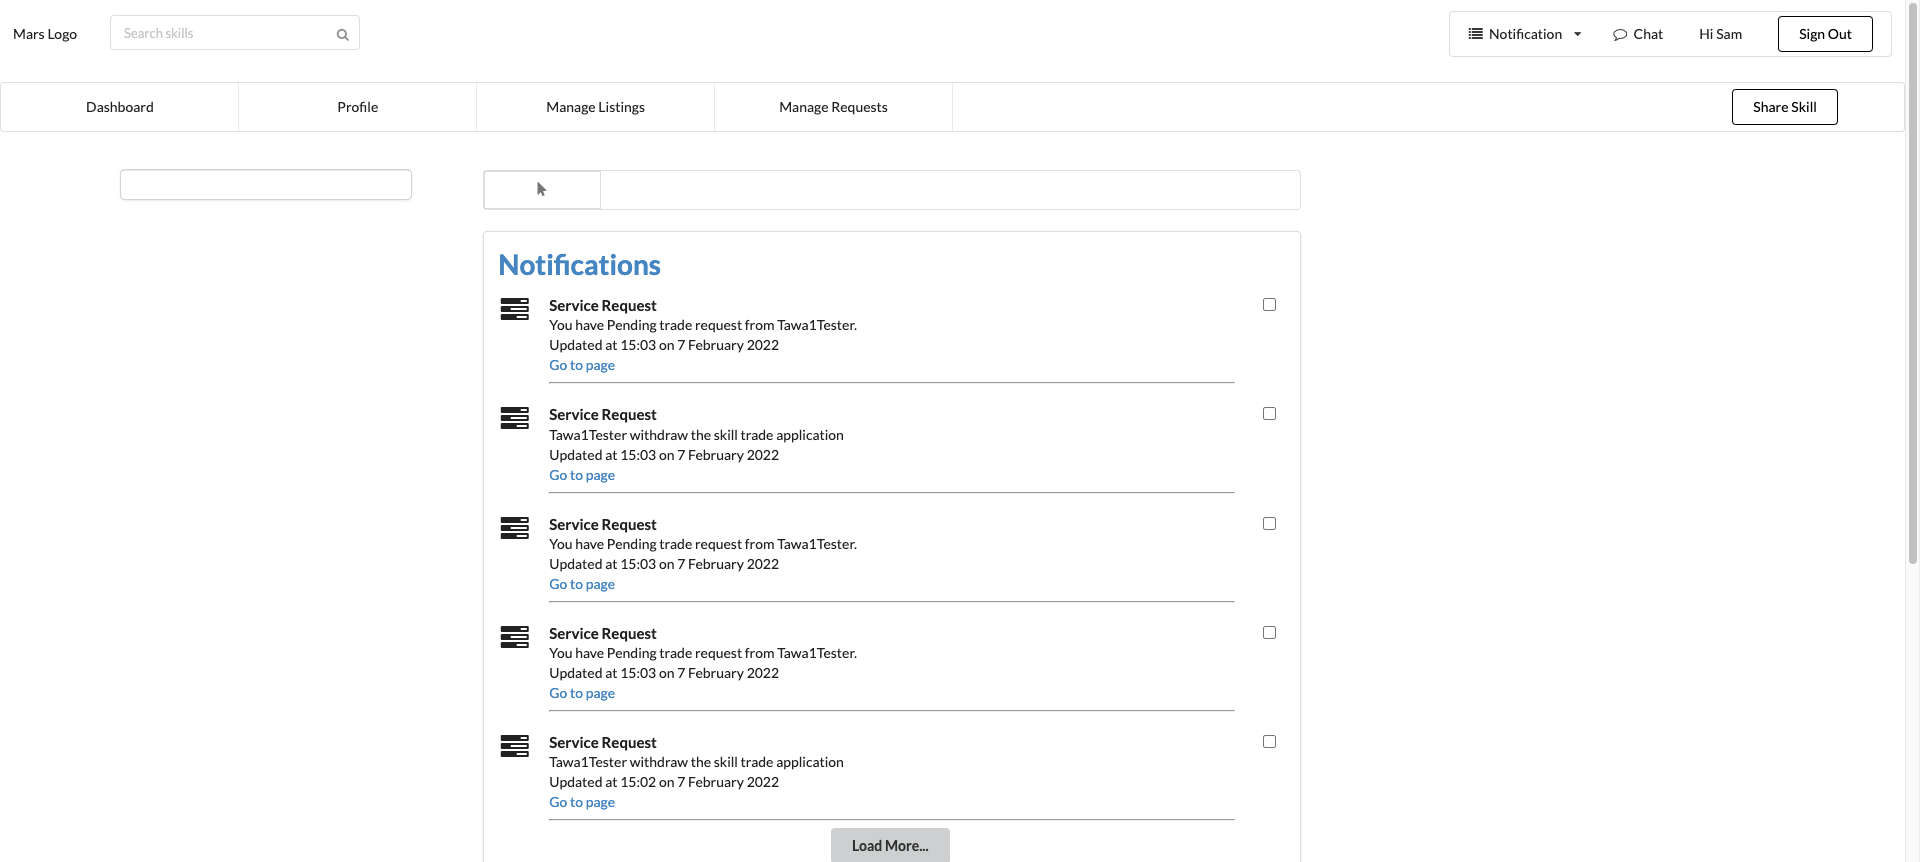 Mars Logo
Search skills
Notification
Chat
Hi Sam
Sign Out
Dashboard
Profile
Manage Listings
Manage Requests
Share Skill
Notifications
Service Request
You have Pending trade request from Tawa1Tester.
Updated at 15:03 on 7 February 2022
Go to page
Service Request
Tawa1Tester withdraw the skill trade application
Updated at 15:03 on 7 February 2022
Go to page
Service Request
You have Pending trade request from Tawa1Tester.
Updated at 15:03 on 7 February 2022
Go to page
Service Request
You have Pending trade request from Tawa1Tester.
Updated at 15:03 on 7 February 2022
Go to page
Service Request
Tawa1Tester withdraw the skill trade application
Updated at 15:02 on 7 February 2022
Go to page
Load More...